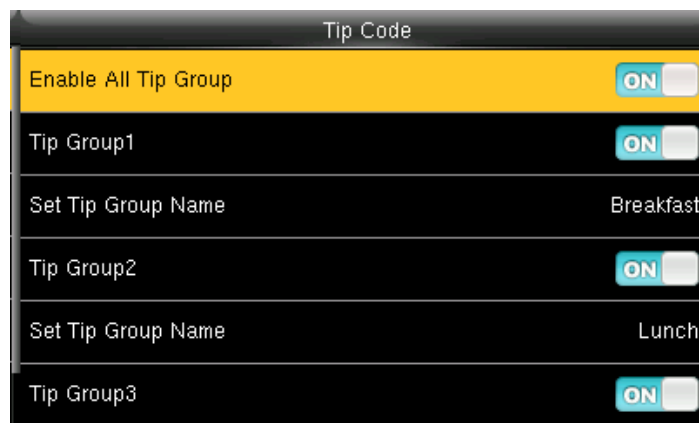 Tip Code
Enable All Tip Group ON
Tip Group1 ON
Set Tip Group Name Breakfast
Tip Group2 ON
Set Tip Group Name Lunch
Tip Group3 ON